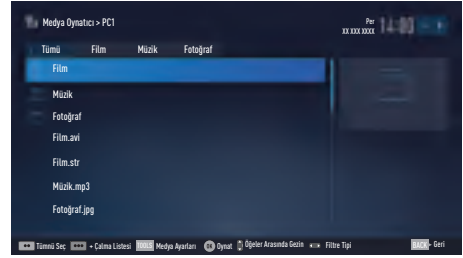 Medya Oynatıcı > PC1
Per
XX XXX XXXX
14:00
Tümü Film Müzik Fotoğraf
Film
Müzik
Fotoğraf
Film.avi
Film.str
Müzik.mp3
Fotoğraf.jpg
Tümnü Seç + Çalma Listesi TOOLS Medya Ayarları OK Oynat Öğeler Arasında Gezin Filtre Tipi BACK Geri